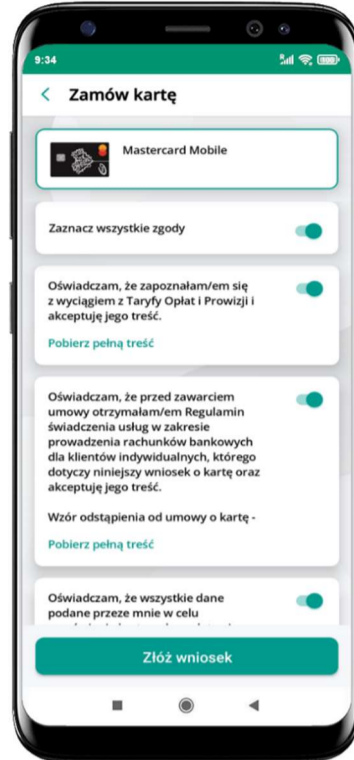 9:34
Zamów kartę
Mastercard Mobile
Zaznacz wszystkie zgody
Oświadczam, że zapoznałam/em się
z wyciągiem z Taryfy Opłat i Prowizji i
akceptuję jego treść.
Pobierz pełną treść
Oświadczam, że przed zawarciem
umowy otrzymałam/em Regulamin
świadczenia usług w zakresie
prowadzenia rachunków bankowych
dla klientów indywidualnych, którego
dotyczy niniejszy wniosek o kartę oraz
akceptuję jego treść.
Wzór odstąpienia od umowy o kartę -
Pobierz pełną treść
Oświadczam, że wszystkie dane
podane przeze mnie w celu
Złóż wniosek